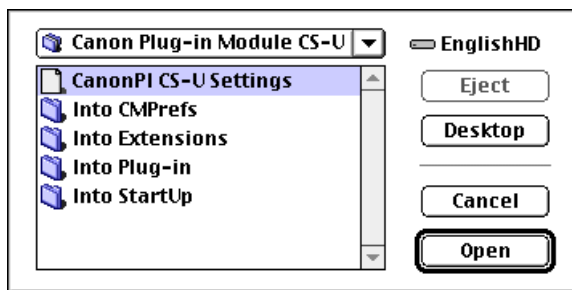 Canon Plug-in Module CS-U
EnglishHD
CanonPI CS-U Settings
Into CMPrefs
Into Extensions
Into Plug-in
Into StartUp
Eject
Desktop
Cancel
Open